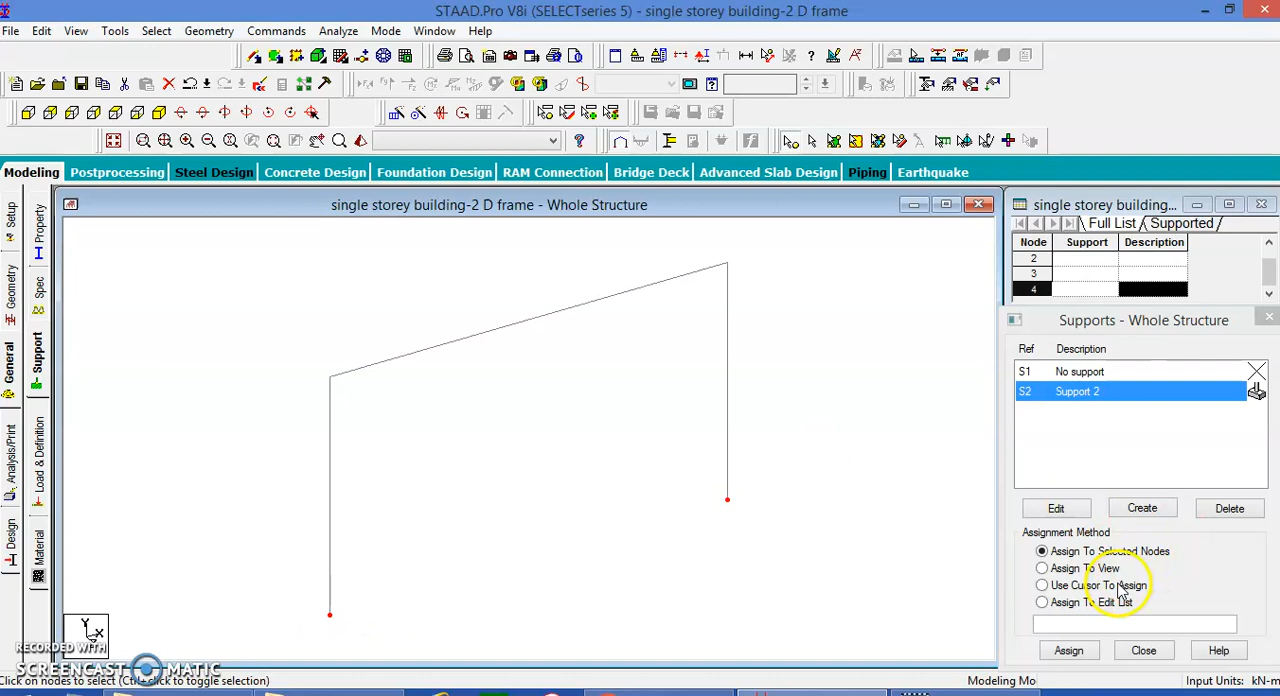 STAAD.Pro V8i (SELECTseries 5) - single storey building-2 D frame
File Edit View Tools Select Geometry Commands Analyze Mode Window Help
Modeling Postprocessing Steel Design Concrete Design Foundation Design RAM Connection Bridge Deck Advanced Slab Design Piping Earthquake
Setup
Geometry
General
Analysis/Print
Design
Property
Spec
Support
Load & Definition
Material
single storey building-2 D frame - Whole Structure
single storey building...
Full List Supported
Node Support Description
2
3
4
Supports - Whole Structure
Ref Description
S1 No support
S2 Support 2
Edit Create Delete
Assignment Method
Assign To Selected Nodes
Assign To View
Use Cursor To Assign
Assign To Edit List
Assign Close Help
Y
X
RECORDED WITH
SCREENCAST MATIC
Click on nodes to select (Ctrl+click to toggle selection)
Modeling Mo
Input Units: kN-m